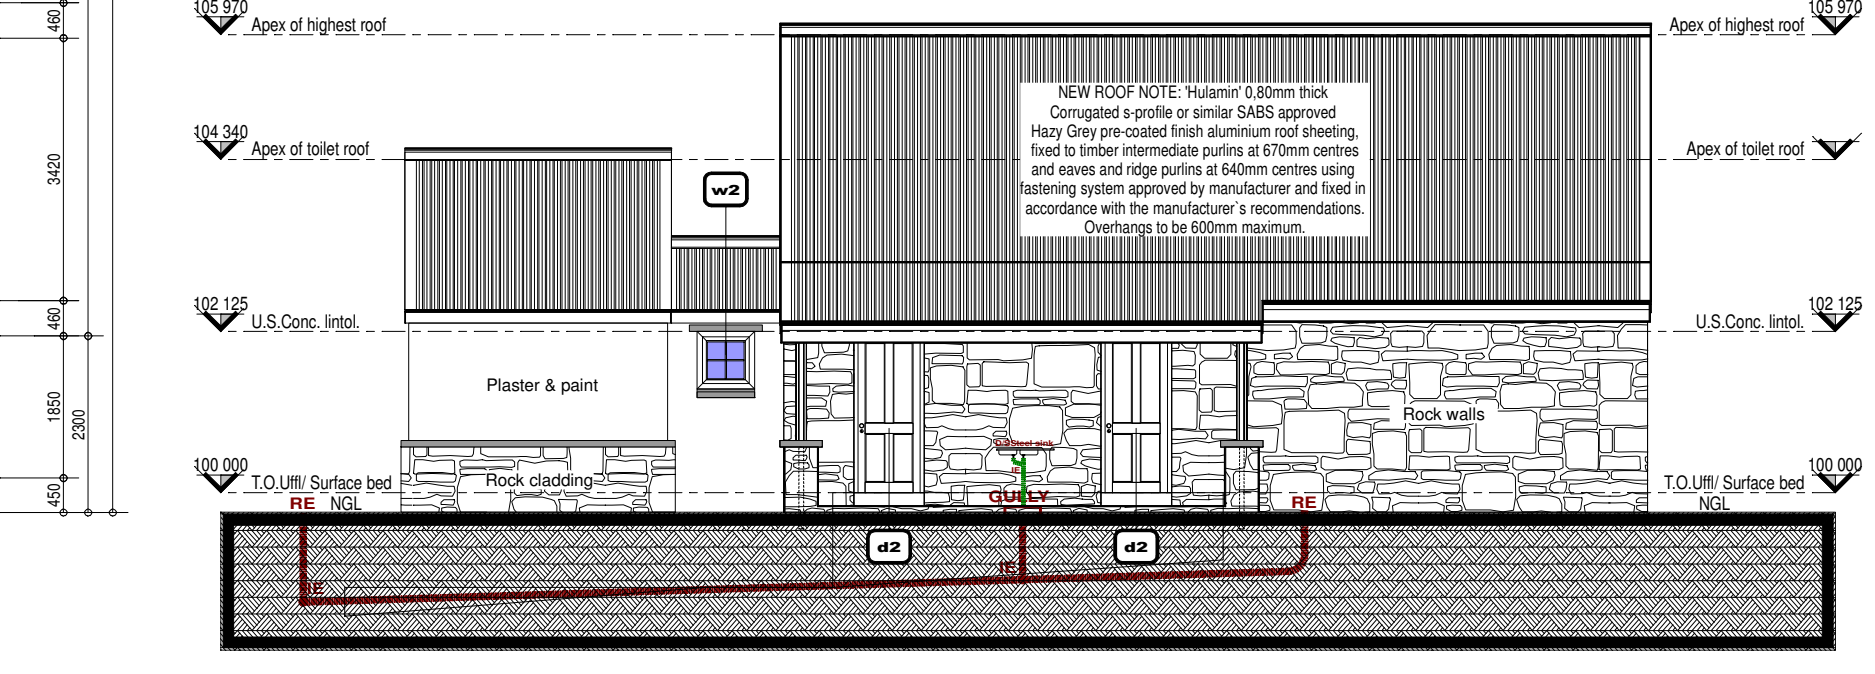 460
105 970
Apex of highest roof
105 970
Apex of highest roof
NEW ROOF NOTE: 'Hulamin' 0,80mm thick
Corrugated s-profile or similar SABS approved
Hazy Grey pre-coated finish aluminium roof sheeting,
fixed to timber intermediate purlins at 670mm centres
and eaves and ridge purlins at 640mm centres using
fastening system approved by manufacturer and fixed in
accordance with the manufacturer`s recommendations.
Overhangs to be 600mm maximum.
104 340
Apex of toilet roof
Apex of toilet roof
3420
w2
102 125
U.S.Conc. lintol.
102 125
U.S.Conc. lintol.
460
Plaster & paint
1850
2300
Rock walls
D/SSteel sink
IE
100 000
T.O.Uffl/ Surface bed
Rock cladding
100 000
T.O.Uffl/ Surface bed
450
RE
NGL
GULLY
RE
NGL
d2
d2
IE
IE